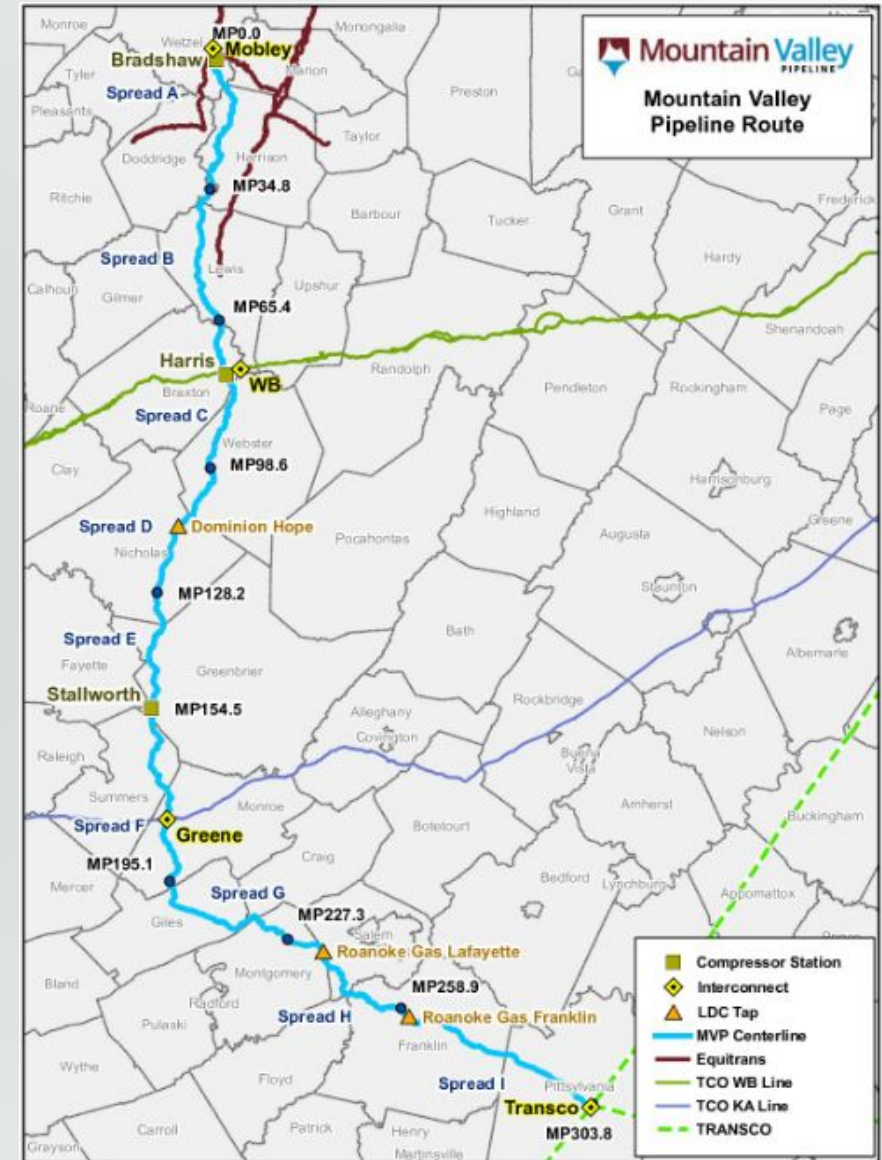 Monroe
Monongalia
MP0.0
Wetzel
Mobley
Bradshaw
Marion
Tyler
Spread A
Pleasants
Preston
Mountain Valley
PIPELINE
Mountain Valley
Pipeline Route
Taylor
Doddridge
Harrison
Ritchie
MP34.8
Barbour
Tucker
Grant
Frederick
Hardy
Spread B
Lewis
Upshur
Calhoun
Gilmer
MP65.4
Shenandoah
Harris
WB
Randolph
Pendleton
Rockingham
Braxton
Roane
Spread C
Page
Webster
Clay
MP98.6
Harrisonburg
Highland
Greene
Spread D
Dominion Hope
Pocahontas
Augusta
Nicholas
MP128.2
Staunton
Spread E
Bath
Albemarle
Fayette
Greenbrier
Stallworth
MP154.5
Rockbridge
Alleghany
Covington
Nelson
Raleigh
Buena
Vista
Summers
Monroe
Amherst
Buckingham
Spread F
Greene
Botetourt
Craig
MP195.1
Mercer
Spread G
Bedford
Lynchburg
Appomattox
Giles
MP227.3
Salem
Roanoke Gas Lafayette
Bland
Montgomery
MP258.9
Radford
Pulaski
Spread H
Roanoke Gas Franklin
Franklin
Wythe
Floyd
Spread I
Pittsylvania
Transco
MP303.8
Carroll
Patrick
Henry
Grayson
Martinsville
Compressor Station
Interconnect
LDC Tap
MVP Centerline
Equitrans
TCO WB Line
TCO KA Line
TRANSCO